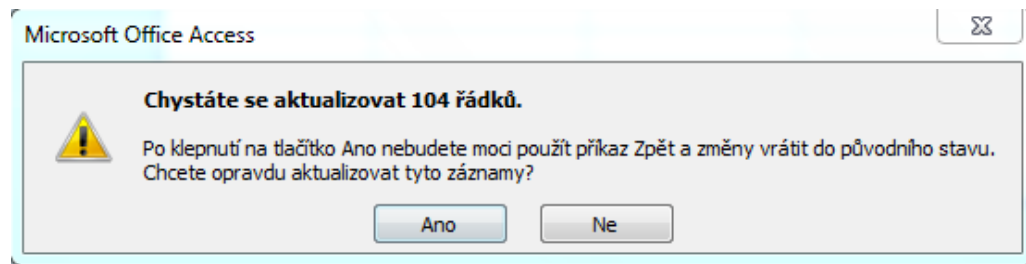 Microsoft Office Access
Chystáte se aktualizovat 104 řádků.
Po klepnutí na tlačítko Ano nebudete moci použít příkaz Zpět a změny vrátit do původního stavu.
Chcete opravdu aktualizovat tyto záznamy?
Ano Ne